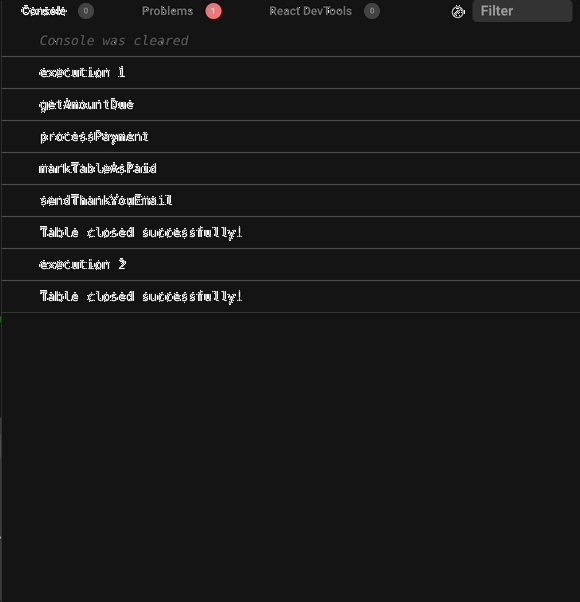 Console 0 Problems 1 React DevTools 0 Filter
Console was cleared
execution 1
getAmountDue
processPayment
markTableAsPaid
sendThankYouEmail
Table closed successfully!
execution 2
Table closed successfully!